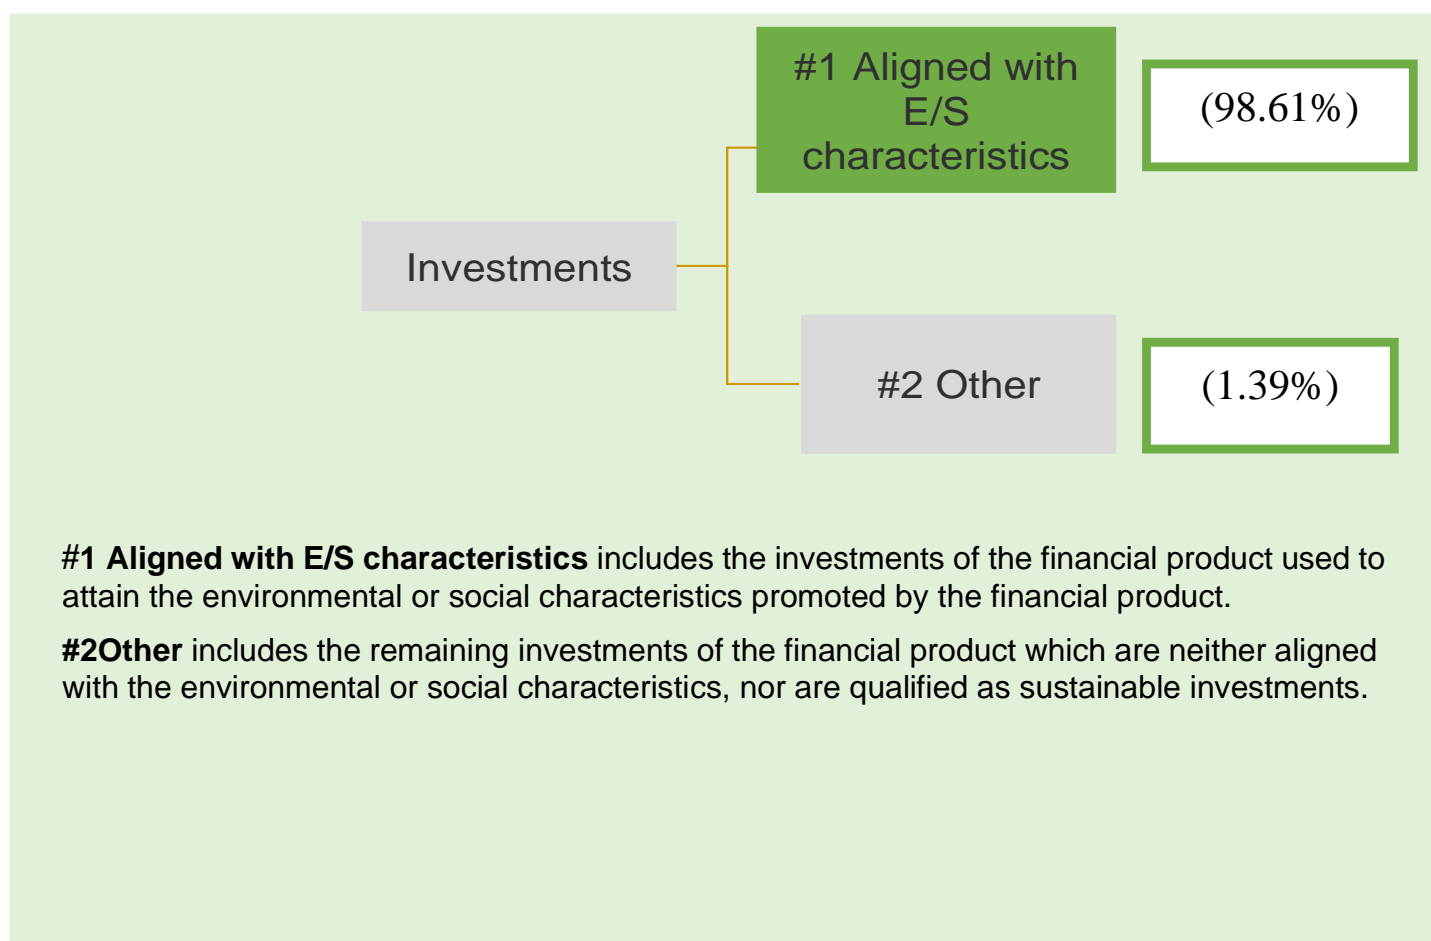 #1 Aligned with
E/S
characteristics
(98.61%)
Investments
#2 Other
(1.39%)
#1 Aligned with E/S characteristics includes the investments of the financial product used to
attain the environmental or social characteristics promoted by the financial product.
#2Other includes the remaining investments of the financial product which are neither aligned
with the environmental or social characteristics, nor are qualified as sustainable investments.